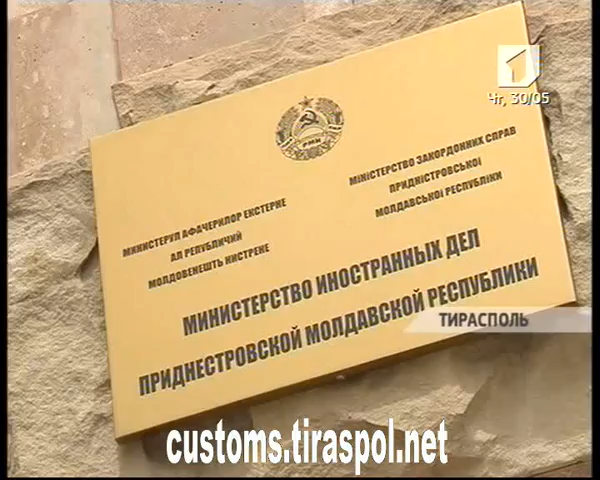 1
Чт, 30/05
РМН
МИНИСТЕРУЛ АФАЧЕРИЛОР ЕКСТЕРНЕ
АЛ РЕПУБЛИЧИЙ
МОЛДОВЕНЕШТЬ НИСТРЕНЕ
МІНІСТЕРСТВО ЗАКОРДОННИХ СПРАВ
ПРИДНІСТРОВСЬКОЇ
МОЛДАВСЬКОЇ РЕСПУБЛІКИ
МИНИСТЕРСТВО ИНОСТРАННЫХ ДЕЛ
ПРИДНЕСТРОВСКОЙ МОЛДАВСКОЙ РЕСПУБЛИКИ
ТИРАСПОЛЬ
customs.tiraspol.net